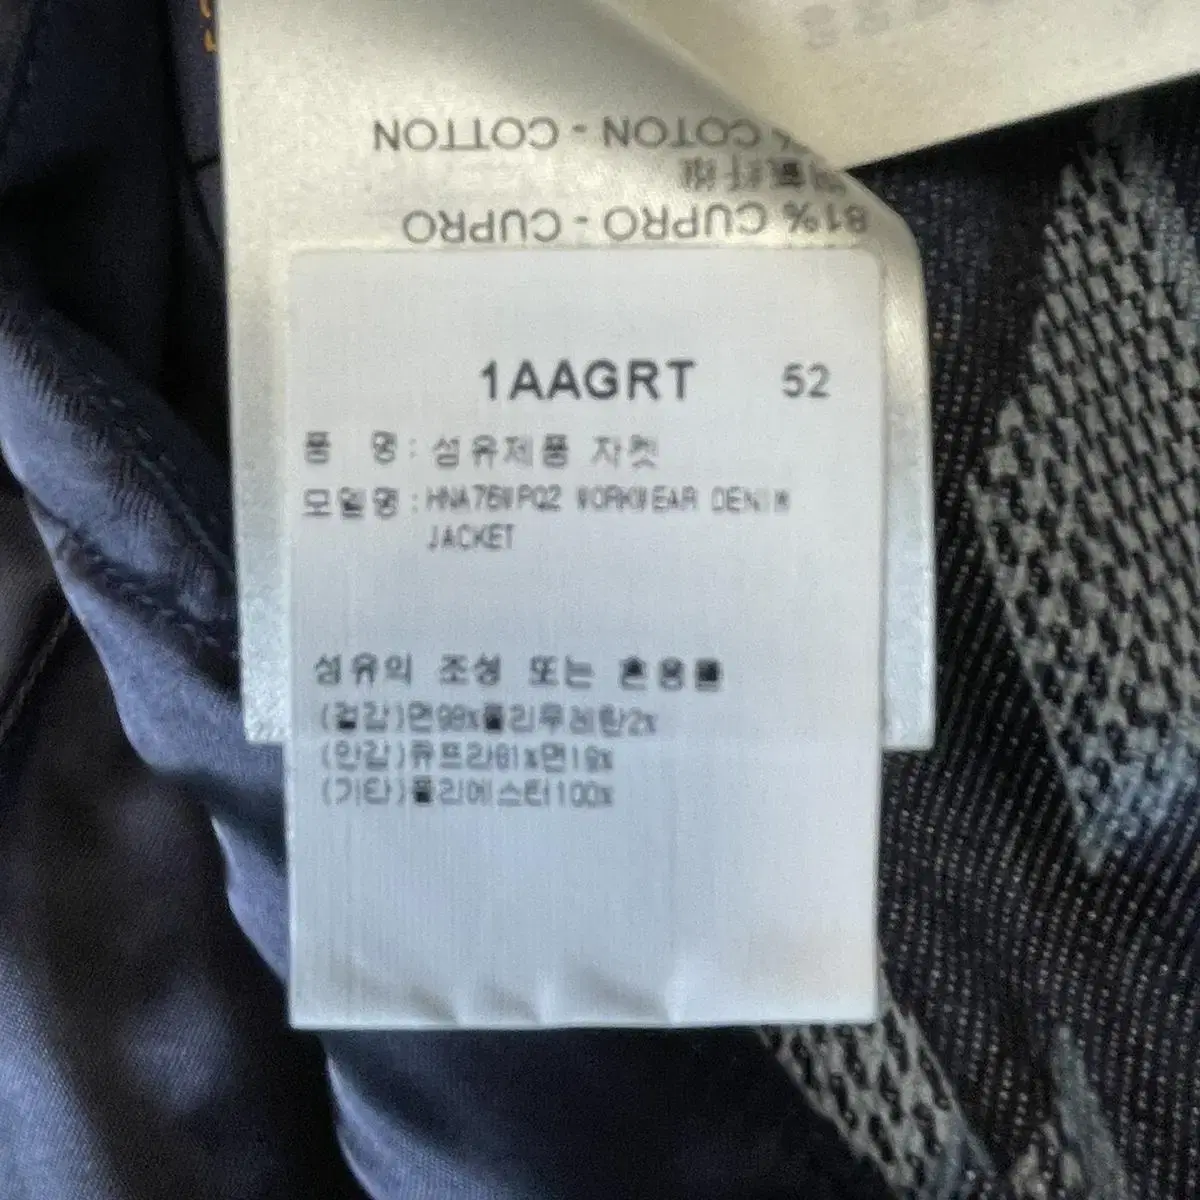 COTON - COTTON
81% CUPRO - CUPRO
1AAGRT 52
품 명: 섬유제품 자켓
모델명: HNA76WPQZ WORKWEAR DENIM
JACKET
섬유의 조성 또는 혼용률
(겉감)면98%폴리우레탄2%
(안감)큐프라81%면19%
(기타)폴리에스터100%